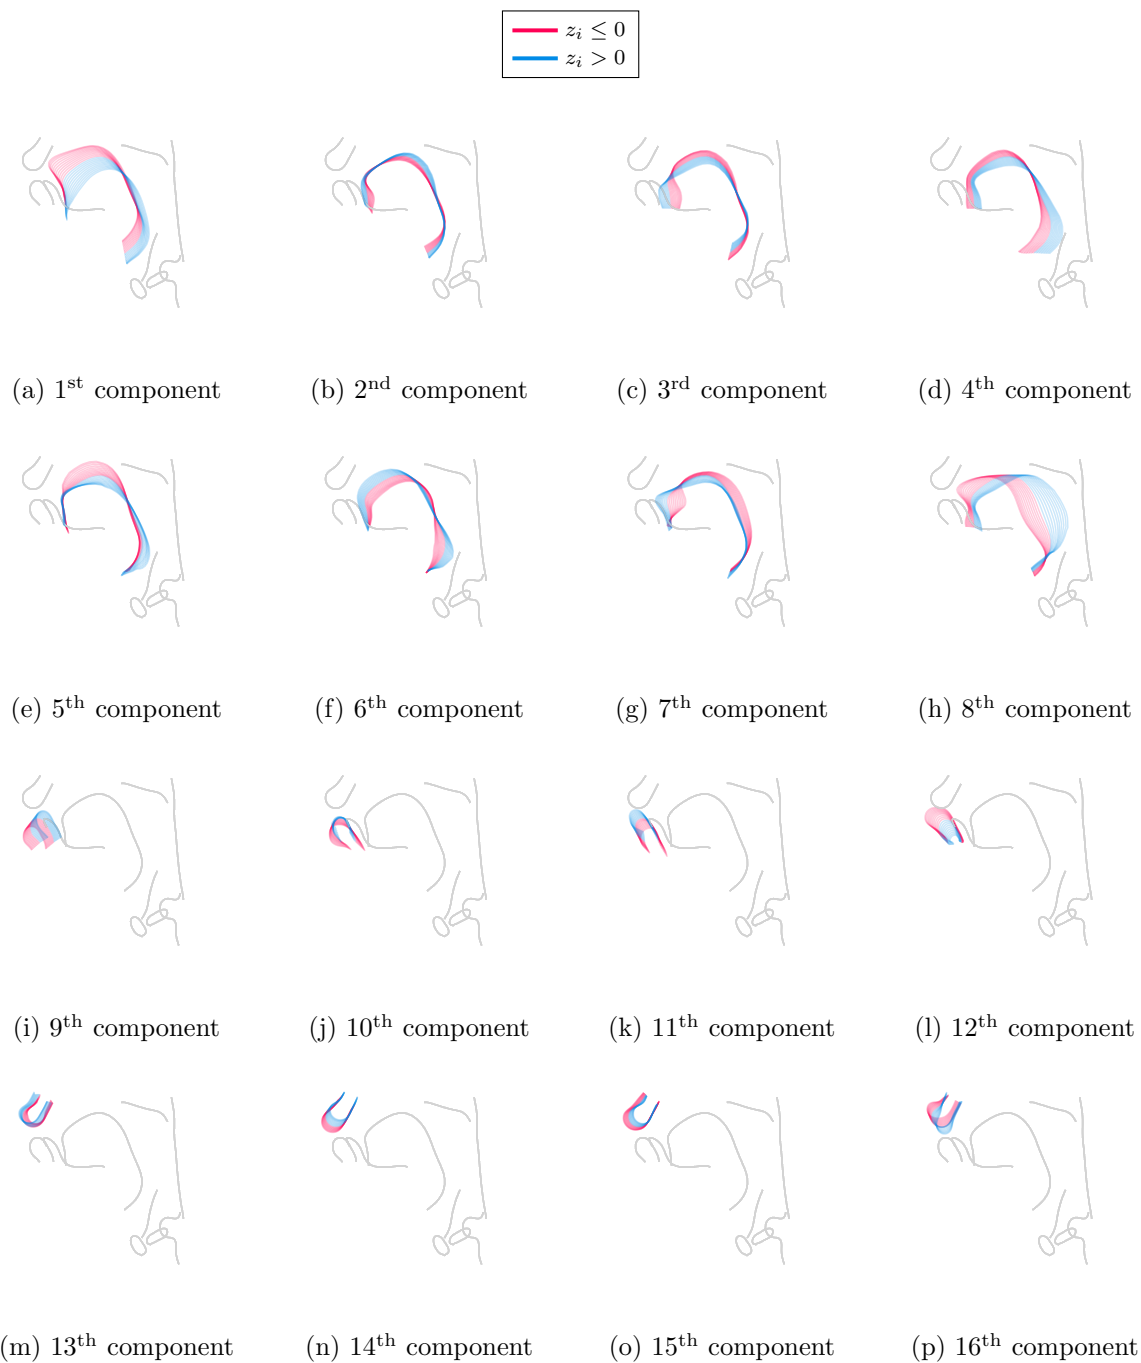 z_i ≤ 0
z_i > 0
(a) 1st component
(b) 2nd component
(c) 3rd component
(d) 4th component
(e) 5th component
(f) 6th component
(g) 7th component
(h) 8th component
(i) 9th component
(j) 10th component
(k) 11th component
(l) 12th component
(m) 13th component
(n) 14th component
(o) 15th component
(p) 16th component